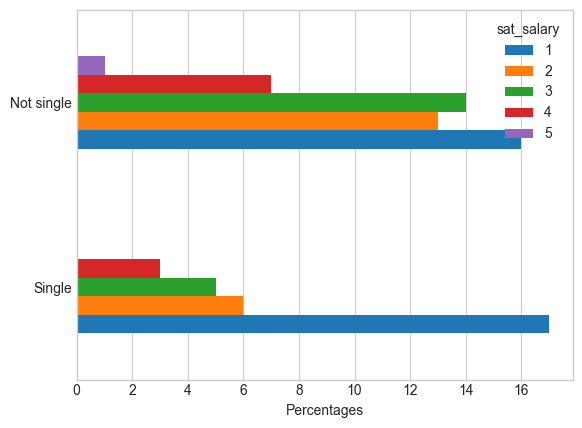 sat_salary
1
2
3
4
5
Not single
Single
0 2 4 6 8 10 12 14 16
Percentages